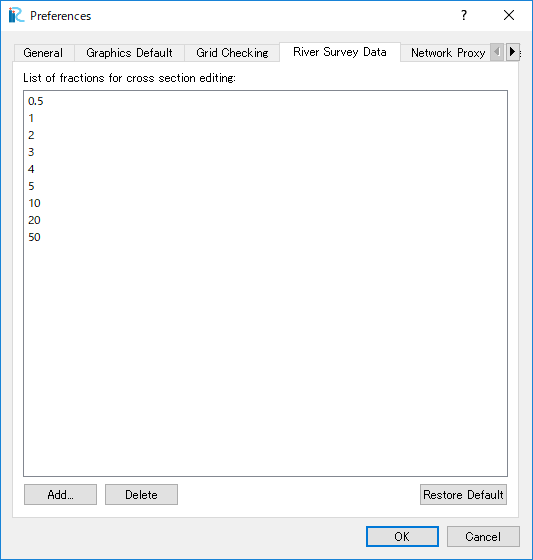 Preferences
?
General
Graphics Default
Grid Checking
River Survey Data
Network Proxy
List of fractions for cross section editing:
0.5
1
2
3
4
5
10
20
50
Add...
Delete
Restore Default
OK
Cancel